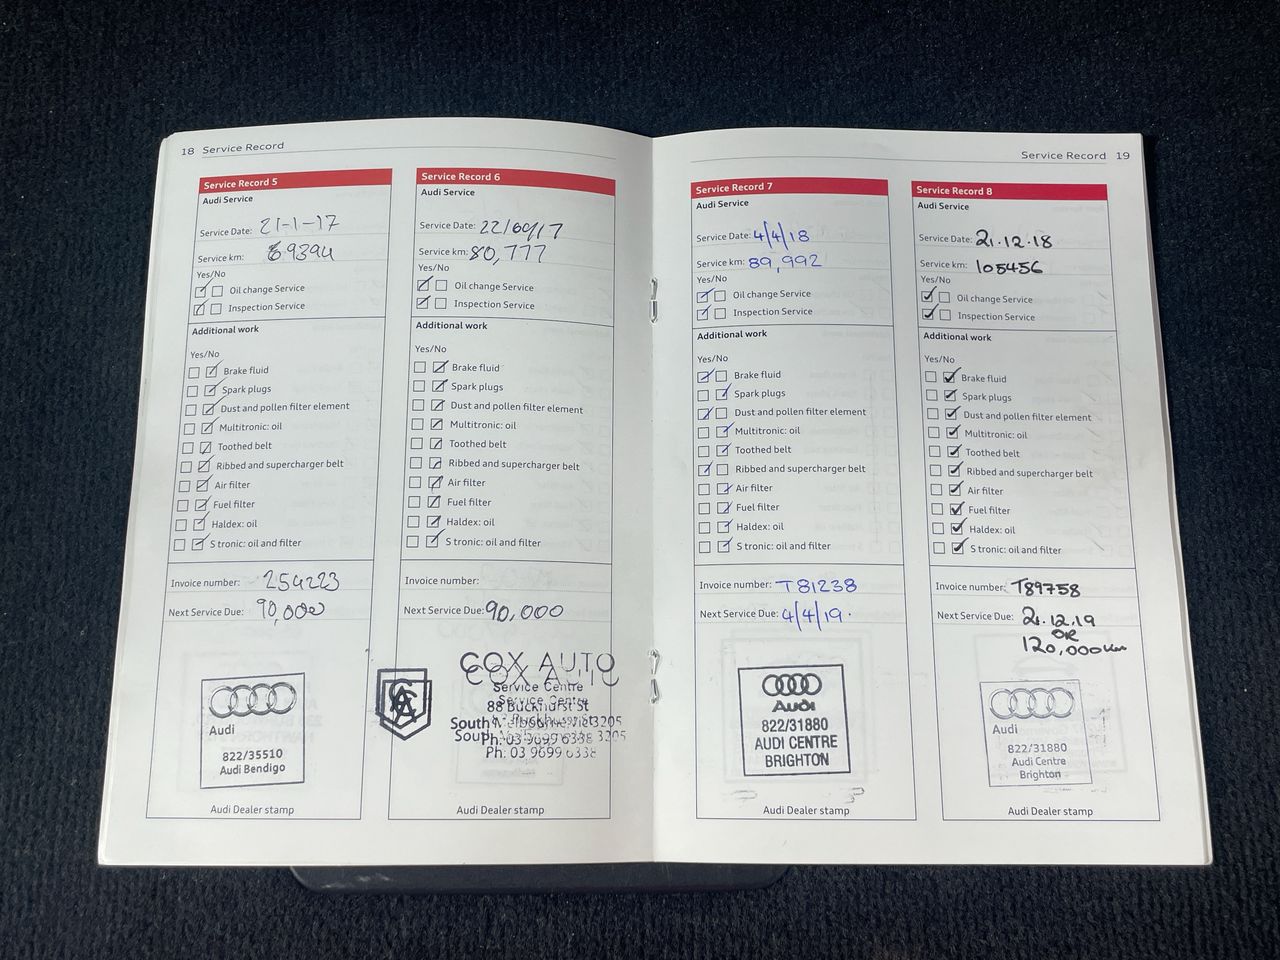 18 Service Record
Service Record 5
Audi Service
Service Date: 21-1-17
Service km: 69394
Yes/No
Oil change Service
Inspection Service
Additional work
Yes/No
Brake fluid
Spark plugs
Dust and pollen filter element
Multitronic: oil
Toothed belt
Ribbed and supercharger belt
Air filter
Fuel filter
Haldex: oil
S tronic: oil and filter
Invoice number: 254223
Next Service Due: 90,000
Audi
822/35510
Audi Bendigo
Audi Dealer stamp
Service Record 6
Audi Service
Service Date: 22/09/17
Service km: 80,777
Yes/No
Oil change Service
Inspection Service
Additional work
Yes/No
Brake fluid
Spark plugs
Dust and pollen filter element
Multitronic: oil
Toothed belt
Ribbed and supercharger belt
Air filter
Fuel filter
Haldex: oil
S tronic: oil and filter
Invoice number:
Next Service Due: 90,000
COX AUTO
Service Centre
88 Buckhurst St
South Melbourne Vic 3205
Ph: 03 9699 6338
Audi Dealer stamp
Service Record 19
Service Record 7
Audi Service
Service Date: 4/4/18
Service km: 89,992
Yes/No
Oil change Service
Inspection Service
Additional work
Yes/No
Brake fluid
Spark plugs
Dust and pollen filter element
Multitronic: oil
Toothed belt
Ribbed and supercharger belt
Air filter
Fuel filter
Haldex: oil
S tronic: oil and filter
Invoice number: T81238
Next Service Due: 4/4/19.
Audi
822/31880
AUDI CENTRE
BRIGHTON
Audi Dealer stamp
Service Record 8
Audi Service
Service Date: 21.12.18
Service km: 105456
Yes/No
Oil change Service
Inspection Service
Additional work
Yes/No
Brake fluid
Spark plugs
Dust and pollen filter element
Multitronic: oil
Toothed belt
Ribbed and supercharger belt
Air filter
Fuel filter
Haldex: oil
S tronic: oil and filter
Invoice number: T89758
Next Service Due: 21.12.19
OR
120,000km
Audi
822/31880
Audi Centre
Brighton
Audi Dealer stamp